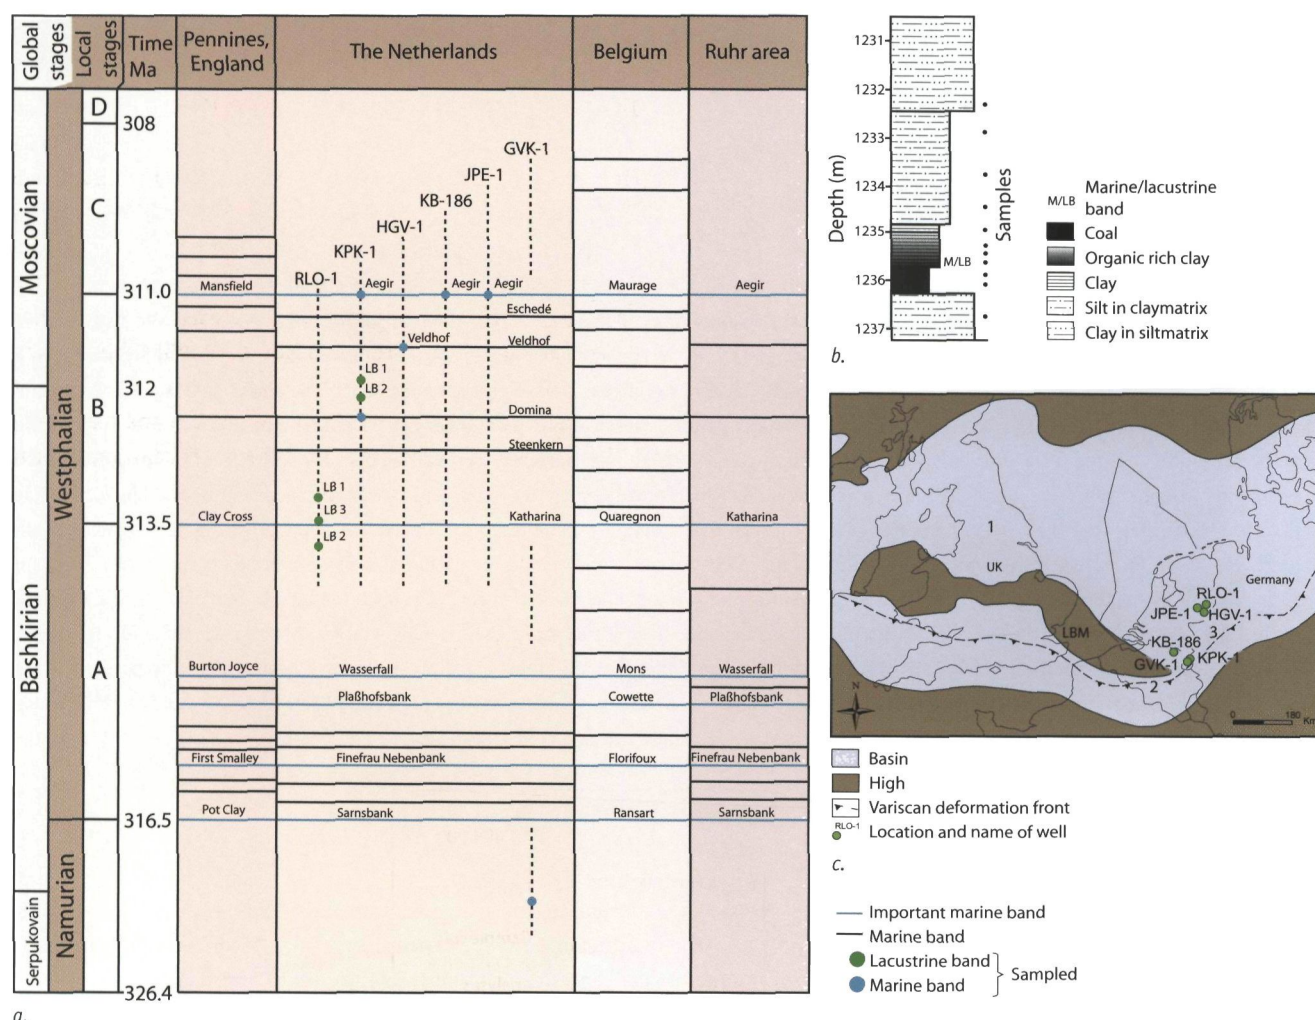 Global stages
Local stages
Time Ma
Pennines, England
The Netherlands
Belgium
Ruhr area
Moscovian
Bashkirian
Serpukovain
Westphalian
Namurian
D
C
B
A
308
311.0
312
313.5
316.5
326.4
GVK-1
JPE-1
KB-186
HGV-1
KPK-1
RLO-1
Mansfield
Aegir
Aegir
Aegir
Maurage
Aegir
Eschedé
Veldhof
Veldhof
LB 1
LB 2
Domina
Steenkern
LB 1
LB 3
LB 2
Clay Cross
Katharina
Quaregnon
Katharina
Burton Joyce
Wasserfall
Mons
Wasserfall
Plaßhofsbank
Cowette
Plaßhofsbank
First Smalley
Finefrau Nebenbank
Florifoux
Finefrau Nebenbank
Pot Clay
Sarnsbank
Ransart
Sarnsbank
a.
Depth (m)
1231
1232
1233
1234
1235
1236
1237
M/LB
Samples
M/LB Marine/lacustrine band
Coal
Organic rich clay
Clay
Silt in claymatrix
Clay in siltmatrix
b.
1
UK
Germany
RLO-1
JPE-1
HGV-1
3
LBM
KB-186
GVK-1
KPK-1
2
N
0 180 Km
Basin
High
Variscan deformation front
RLO-1 Location and name of well
c.
Important marine band
Marine band
Lacustrine band
Marine band
Sampled